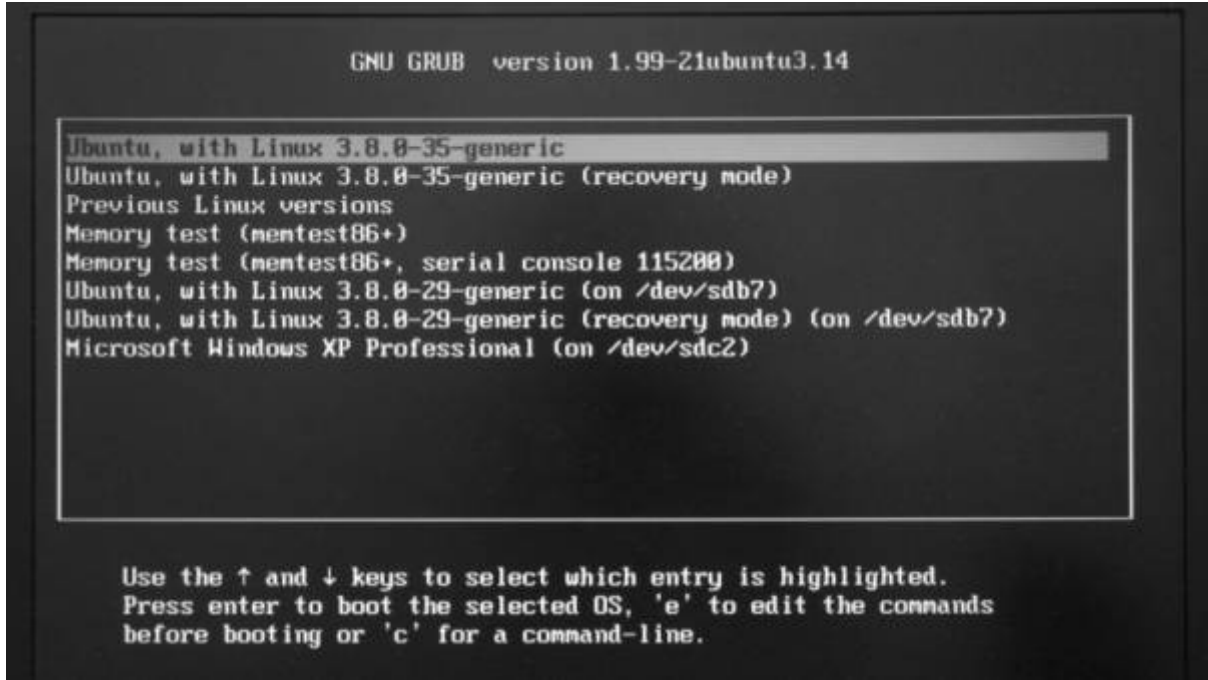 GNU GRUB version 1.99-21ubuntu3.14
Ubuntu, with Linux 3.8.0-35-generic
Ubuntu, with Linux 3.8.0-35-generic (recovery mode)
Previous Linux versions
Memory test (memtest86+)
Memory test (memtest86+, serial console 115200)
Ubuntu, with Linux 3.8.0-29-generic (on /dev/sdb7)
Ubuntu, with Linux 3.8.0-29-generic (recovery mode) (on /dev/sdb7)
Microsoft Windows XP Professional (on /dev/sdc2)
Use the ↑ and ↓ keys to select which entry is highlighted.
Press enter to boot the selected OS, 'e' to edit the commands
before booting or 'c' for a command-line.